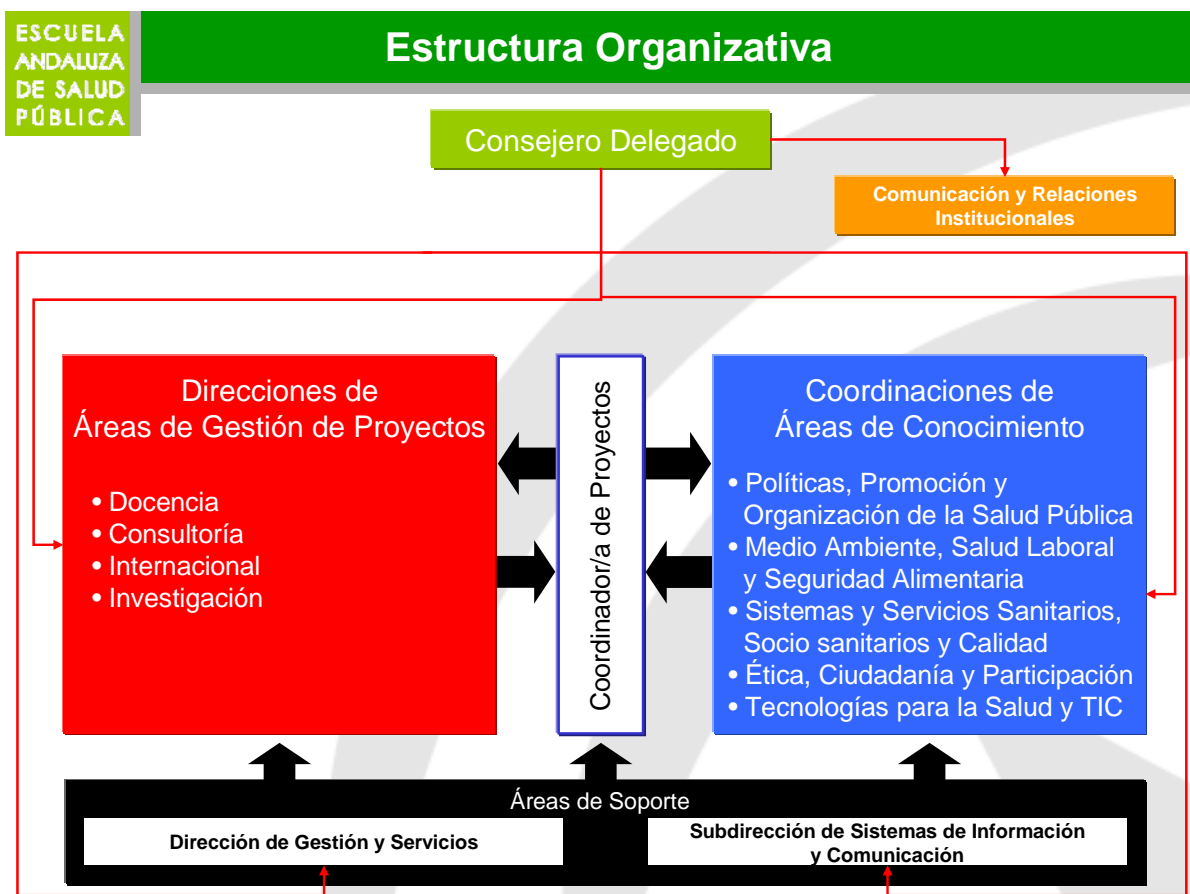 ESCUELA
ANDALUZA
DE SALUD
PÚBLICA
Estructura Organizativa
Consejero Delegado
Comunicación y Relaciones
Institucionales
Direcciones de
Áreas de Gestión de Proyectos
• Docencia
• Consultoría
• Internacional
• Investigación
Coordinador/a de Proyectos
Coordinaciones de
Áreas de Conocimiento
• Políticas, Promoción y
Organización de la Salud Pública
• Medio Ambiente, Salud Laboral
y Seguridad Alimentaria
• Sistemas y Servicios Sanitarios,
Socio sanitarios y Calidad
• Ética, Ciudadanía y Participación
• Tecnologías para la Salud y TIC
Áreas de Soporte
Dirección de Gestión y Servicios
Subdirección de Sistemas de Información
y Comunicación